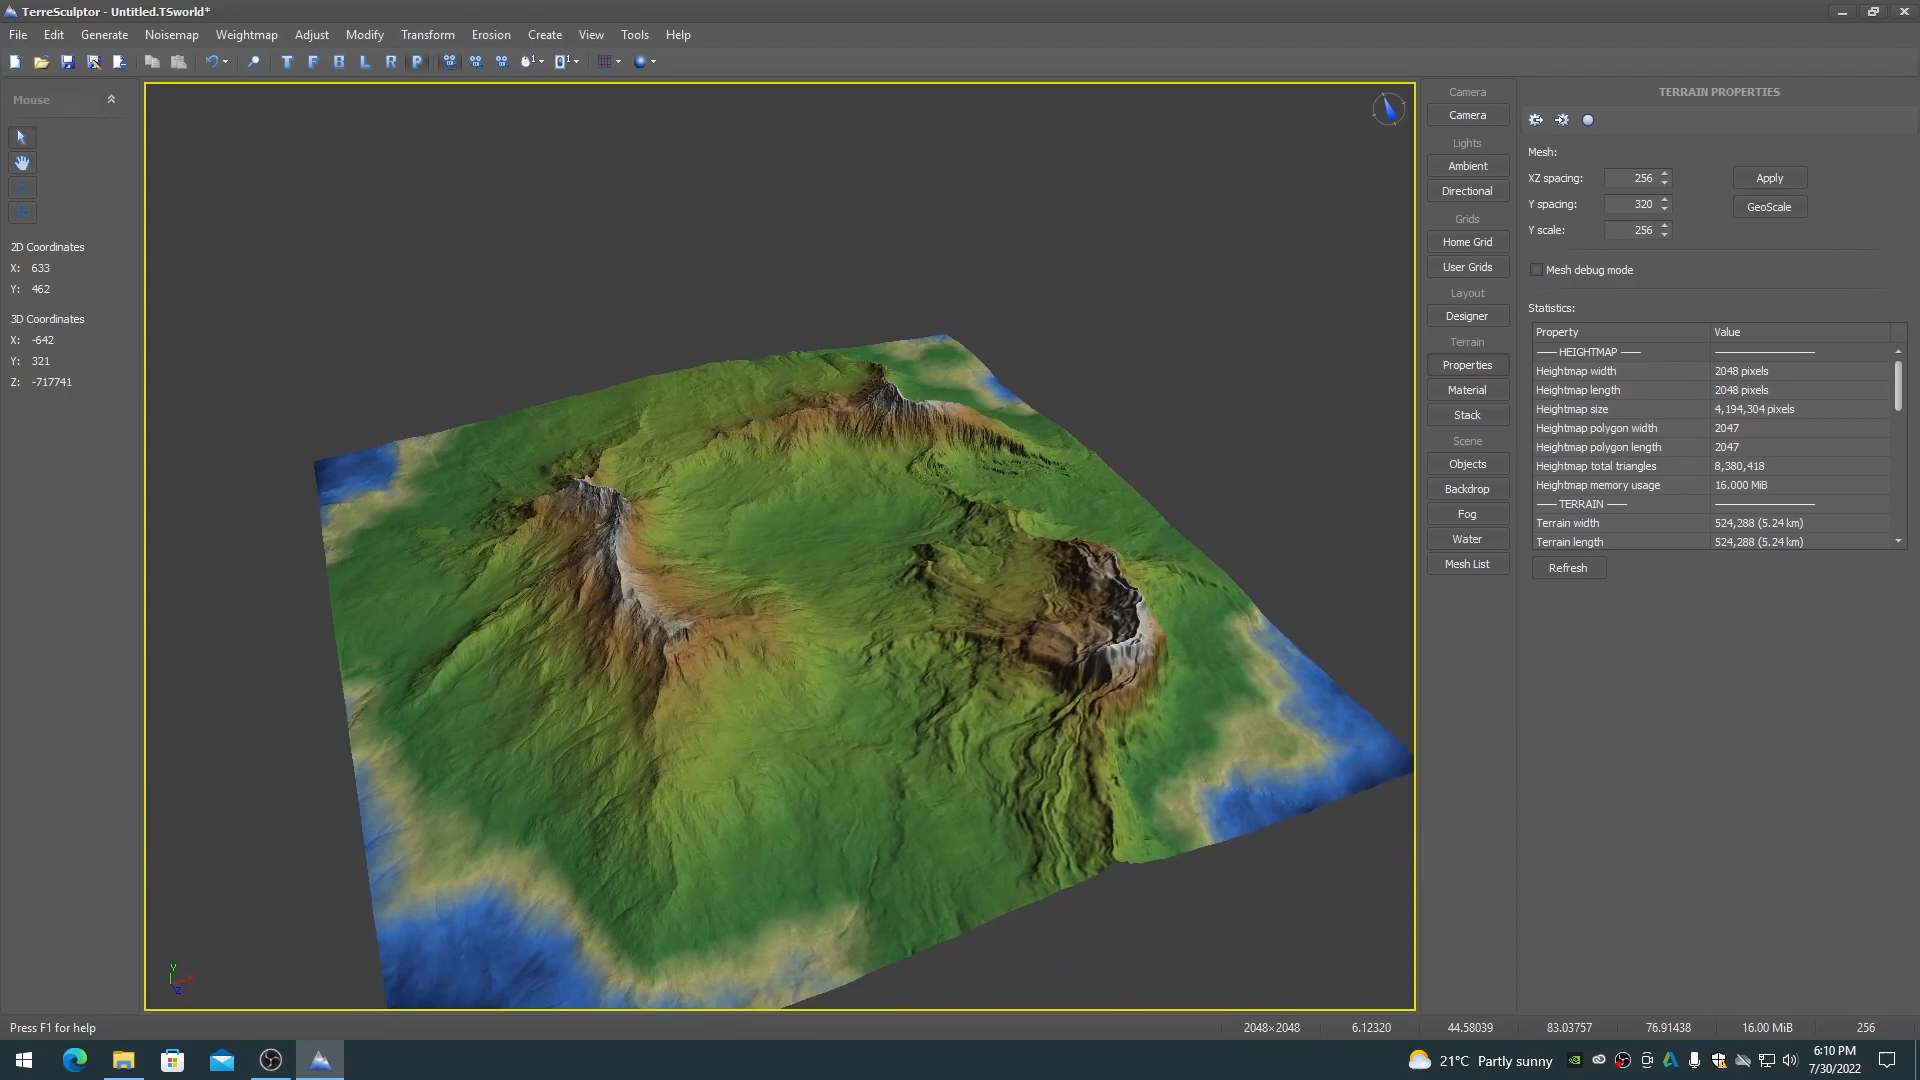 TerreSculptor - Untitled.TSworld*
File Edit Generate Noisemap Weightmap Adjust Modify Transform Erosion Create View Tools Help
T F B L R P 1 1
Mouse
2D Coordinates
X: 633
Y: 462
3D Coordinates
X: -642
Y: 321
Z: -717741
Y
X
Z
Camera
Camera
Lights
Ambient
Directional
Grids
Home Grid
User Grids
Layout
Designer
Terrain
Properties
Material
Stack
Scene
Objects
Backdrop
Fog
Water
Mesh List
TERRAIN PROPERTIES
Mesh:
XZ spacing: 256 Apply
Y spacing: 320 GeoScale
Y scale: 256
Mesh debug mode
Statistics:
Property Value
—— HEIGHTMAP —— ——————————
Heightmap width 2048 pixels
Heightmap length 2048 pixels
Heightmap size 4,194,304 pixels
Heightmap polygon width 2047
Heightmap polygon length 2047
Heightmap total triangles 8,380,418
Heightmap memory usage 16.000 MiB
—— TERRAIN —— ——————————
Terrain width 524,288 (5.24 km)
Terrain length 524,288 (5.24 km)
Refresh
Press F1 for help 2048×2048 6.12320 44.58039 83.03757 76.91438 16.00 MiB 256
21°C Partly sunny
6:10 PM
7/30/2022